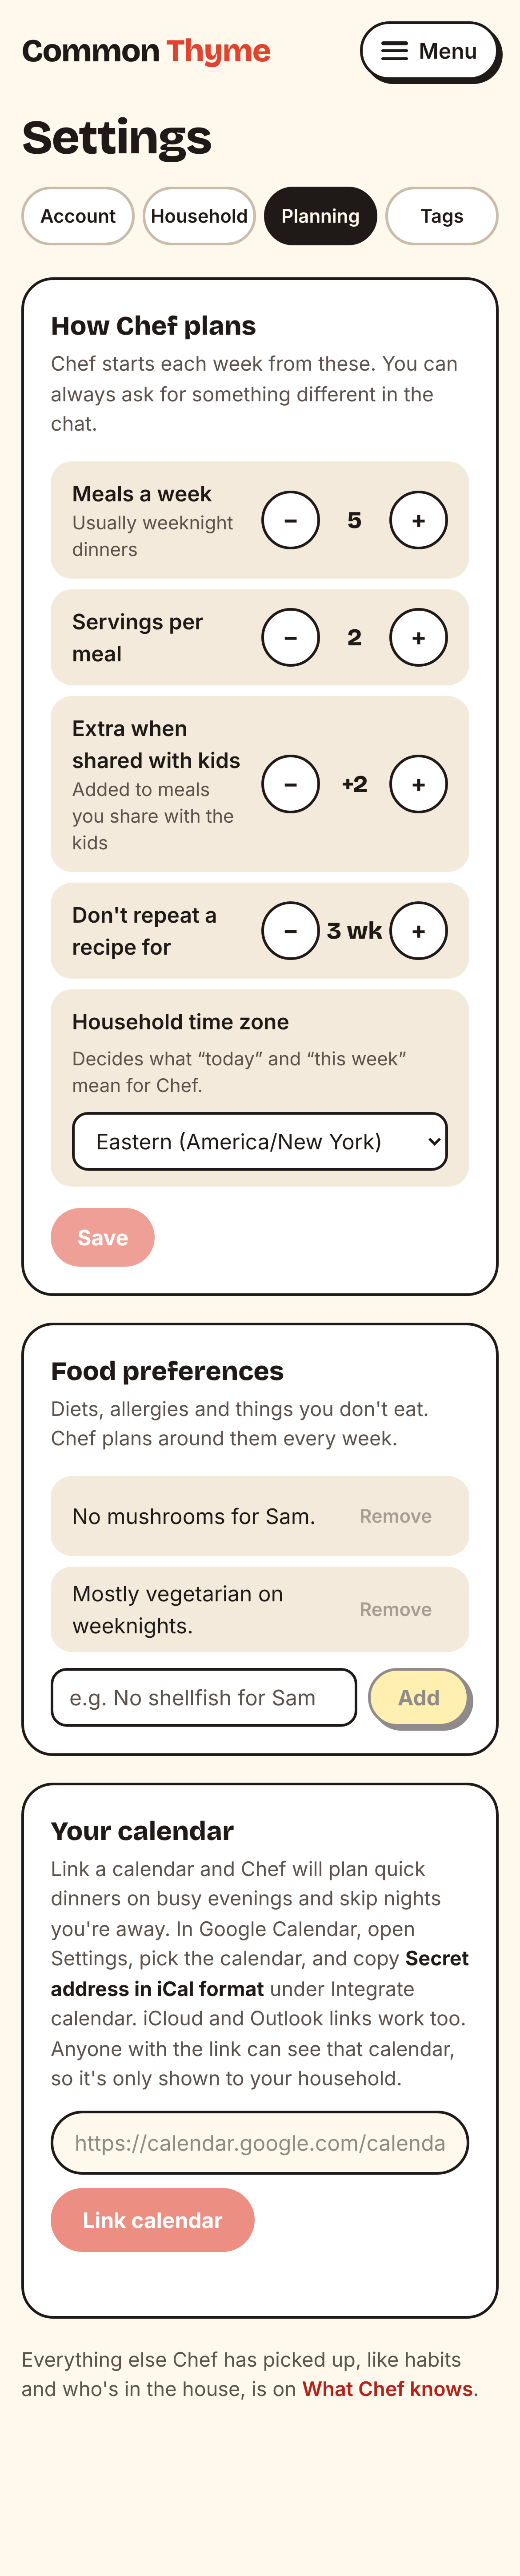 Common Thyme
Menu
Settings
Account
Household
Planning
Tags
How Chef plans
Chef starts each week from these. You can
always ask for something different in the
chat.
Meals a week
Usually weeknight
dinners
− 5 +
Servings per
meal
− 2 +
Extra when
shared with kids
Added to meals
you share with the
kids
− +2 +
Don't repeat a
recipe for
− 3 wk +
Household time zone
Decides what “today” and “this week”
mean for Chef.
Eastern (America/New York)
Save
Food preferences
Diets, allergies and things you don't eat.
Chef plans around them every week.
No mushrooms for Sam.
Remove
Mostly vegetarian on
weeknights.
Remove
e.g. No shellfish for Sam
Add
Your calendar
Link a calendar and Chef will plan quick
dinners on busy evenings and skip nights
you're away. In Google Calendar, open
Settings, pick the calendar, and copy Secret
address in iCal format under Integrate
calendar. iCloud and Outlook links work too.
Anyone with the link can see that calendar,
so it's only shown to your household.
https://calendar.google.com/calenda
Link calendar
Everything else Chef has picked up, like habits
and who's in the house, is on What Chef knows.